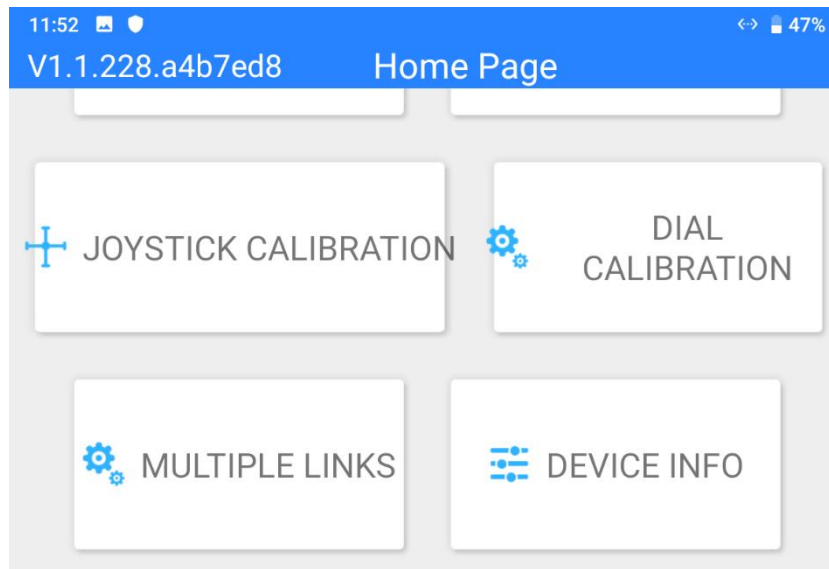 11:52 47%
V1.1.228.a4b7ed8 Home Page
JOYSTICK CALIBRATION
DIAL
CALIBRATION
MULTIPLE LINKS
DEVICE INFO